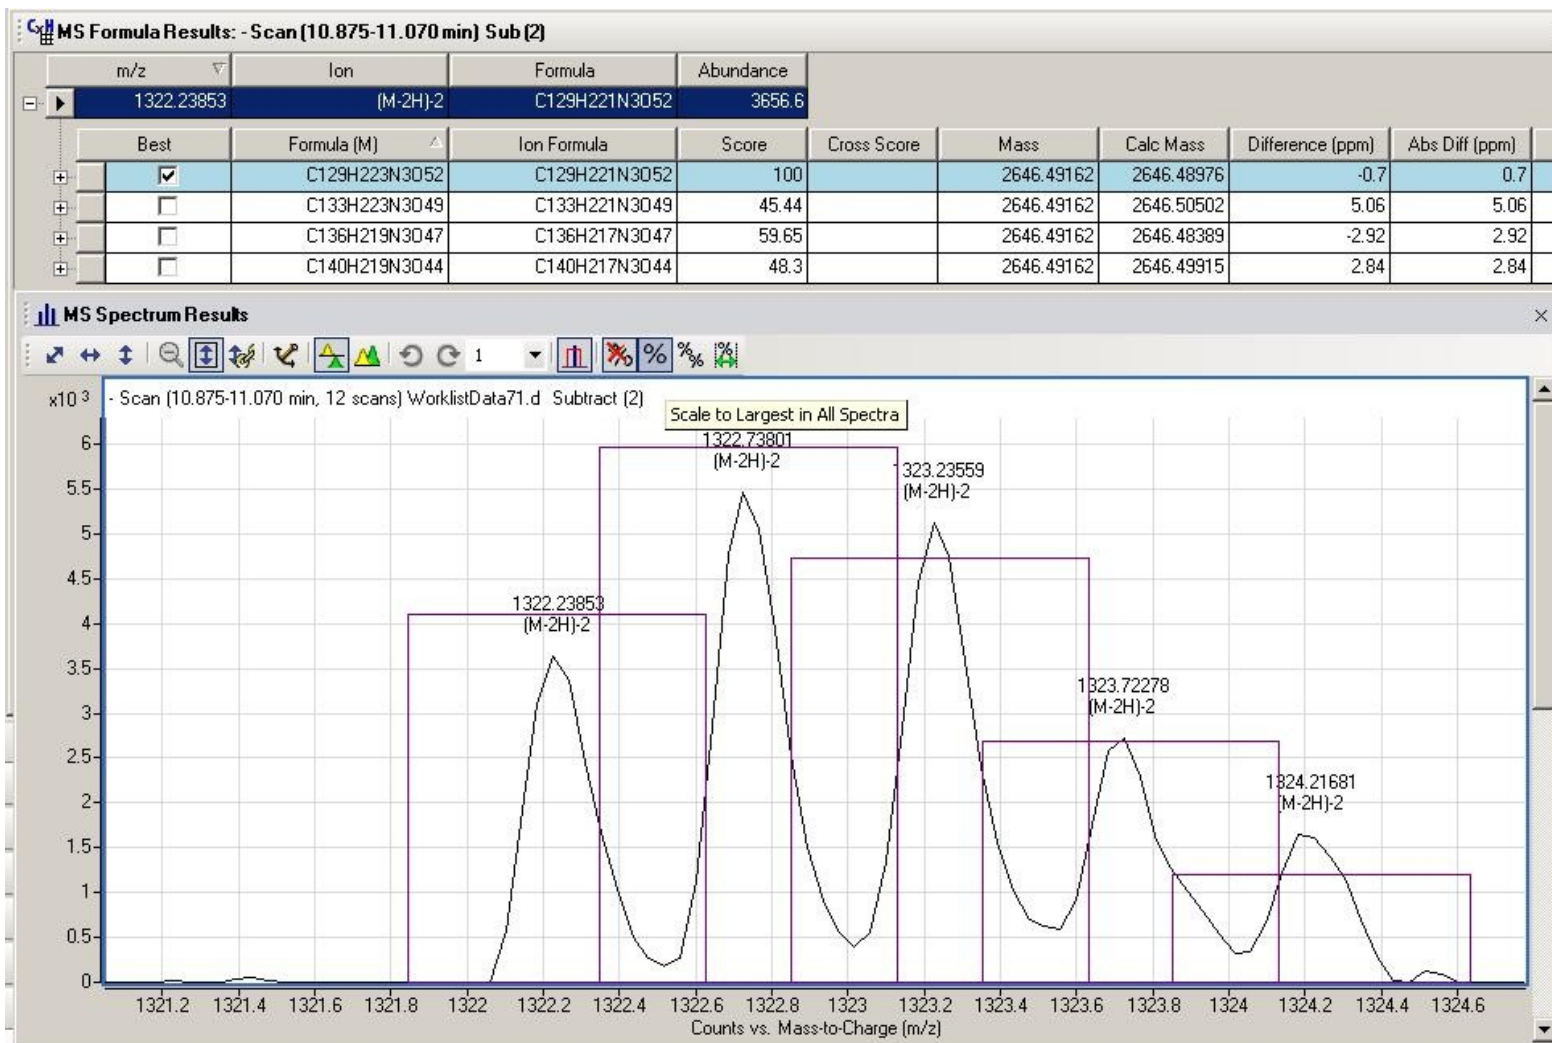 MS Formula Results: - Scan (10.875-11.070 min) Sub (2)
m/z Ion Formula Abundance
1322.23853 (M-2H)-2 C129H221N3O52 3656.6
Best Formula (M) Ion Formula Score Cross Score Mass Calc Mass Difference (ppm) Abs Diff (ppm)
C129H223N3O52 C129H221N3O52 100 2646.49162 2646.48976 -0.7 0.7
C133H223N3O49 C133H221N3O49 45.44 2646.49162 2646.50502 5.06 5.06
C136H219N3O47 C136H217N3O47 59.65 2646.49162 2646.48389 -2.92 2.92
C140H219N3O44 C140H217N3O44 48.3 2646.49162 2646.49915 2.84 2.84
MS Spectrum Results
1 % %%
x10 3 - Scan (10.875-11.070 min, 12 scans) WorklistData71.d Subtract (2)
Scale to Largest in All Spectra
6
1322.73801
(M-2H)-2
323.23559
(M-2H)-2
5.5
5
4.5
1322.23853
(M-2H)-2
4
3.5
1323.72278
(M-2H)-2
3
2.5
1324.21681
(M-2H)-2
2
1.5
1
0.5
0
1321.2 1321.4 1321.6 1321.8 1322 1322.2 1322.4 1322.6 1322.8 1323 1323.2 1323.4 1323.6 1323.8 1324 1324.2 1324.4 1324.6
Counts vs. Mass-to-Charge (m/z)